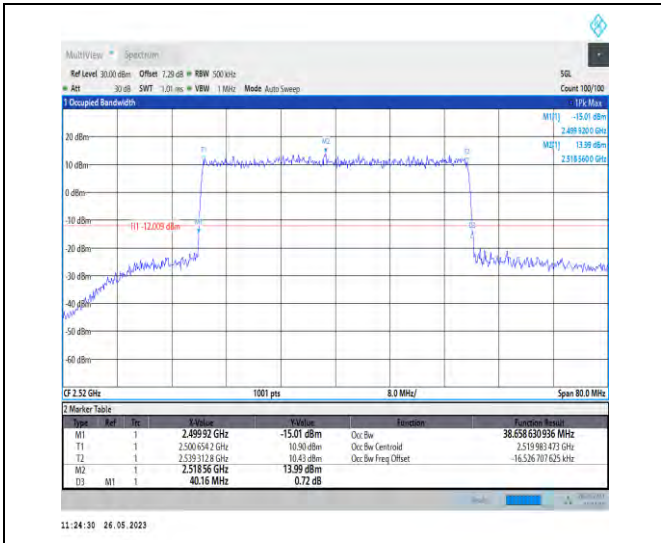 MultiView Spectrum
Ref Level 30.00 dBm Offset 7.29 dB RBW 500 kHz SGL
Att 30 dB SWT 1.01 ms VBW 1 MHz Mode Auto Sweep Count 100/100
1 Occupied Bandwidth 1Pk Max
M1[1] -15.01 dBm
2.499 920 0 GHz
M2[1] 13.99 dBm
2.518 560 0 GHz
20 dBm
M2
T1
10 dBm
0 dBm
-10 dBm
H1 -12.009 dBm
M1
D3
-20 dBm
-30 dBm
-40 dBm
-50 dBm
-60 dBm
CF 2.52 GHz 1001 pts 8.0 MHz/ Span 80.0 MHz
2 Marker Table
Type Ref Trc X-Value Y-Value Function Function Result
M1 1 2.499 92 GHz -15.01 dBm Occ Bw 38.658 630 936 MHz
T1 1 2.500 654 2 GHz 10.90 dBm Occ Bw Centroid 2.519 983 473 GHz
T2 1 2.539 312 8 GHz 10.43 dBm Occ Bw Freq Offset -16.526 707 625 kHz
M2 1 2.518 56 GHz 13.99 dBm
D3 M1 1 40.16 MHz 0.72 dB
11:24:30 26.05.2023